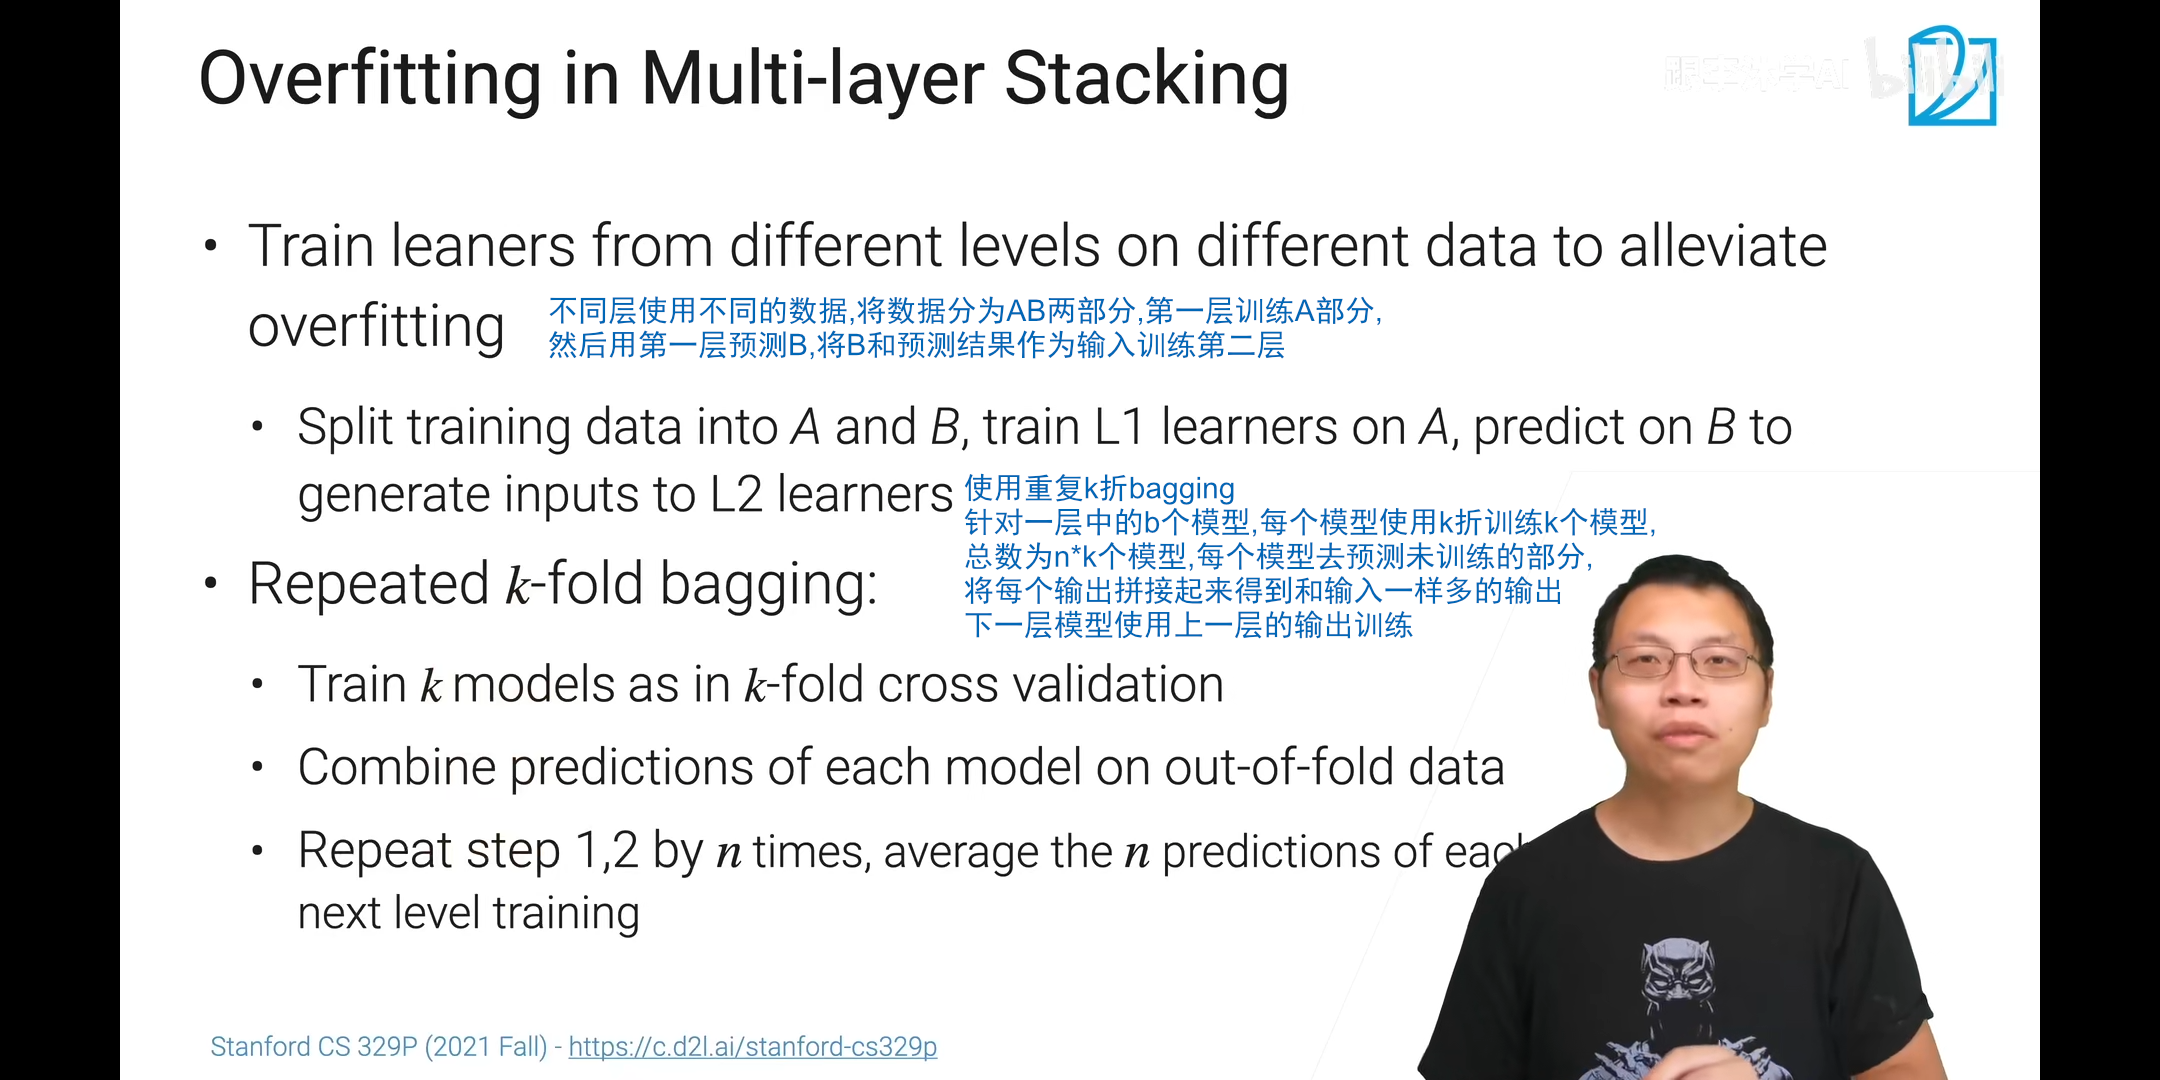 Overfitting in Multi-layer Stacking
跟李沐学AI bilibili
• Train leaners from different levels on different data to alleviate
overfitting
不同层使用不同的数据,将数据分为AB两部分,第一层训练A部分,
然后用第一层预测B,将B和预测结果作为输入训练第二层
• Split training data into A and B, train L1 learners on A, predict on B to
generate inputs to L2 learners
使用重复k折bagging
针对一层中的b个模型,每个模型使用k折训练k个模型,
总数为n*k个模型,每个模型去预测未训练的部分,
将每个输出拼接起来得到和输入一样多的输出
下一层模型使用上一层的输出训练
• Repeated k-fold bagging:
• Train k models as in k-fold cross validation
• Combine predictions of each model on out-of-fold data
• Repeat step 1,2 by n times, average the n predictions of each
next level training
Stanford CS 329P (2021 Fall) - https://c.d2l.ai/stanford-cs329p